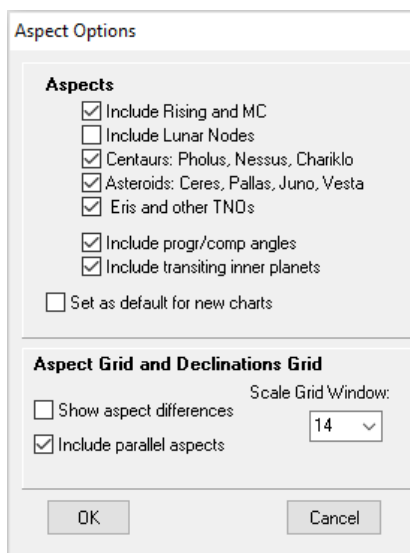 Aspect Options
Aspects
Include Rising and MC
Include Lunar Nodes
Centaurs: Pholus, Nessus, Chariklo
Asteroids: Ceres, Pallas, Juno, Vesta
Eris and other TNOs
Include progr/comp angles
Include transiting inner planets
Set as default for new charts
Aspect Grid and Declinations Grid
Scale Grid Window:
Show aspect differences
14
Include parallel aspects
OK Cancel